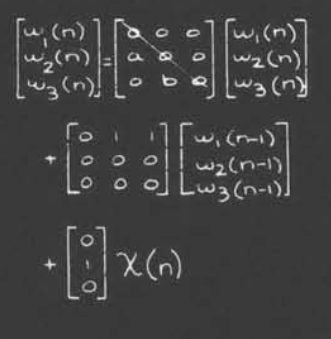 w₁(n) 0 0 0 w₁(n)
w₂(n) = a 0 0 w₂(n)
w₃(n) 0 b 0 w₃(n)
0 1 1 w₁(n-1)
+ 0 0 0 w₂(n-1)
0 0 0 w₃(n-1)
0
+ 1 x(n)
0